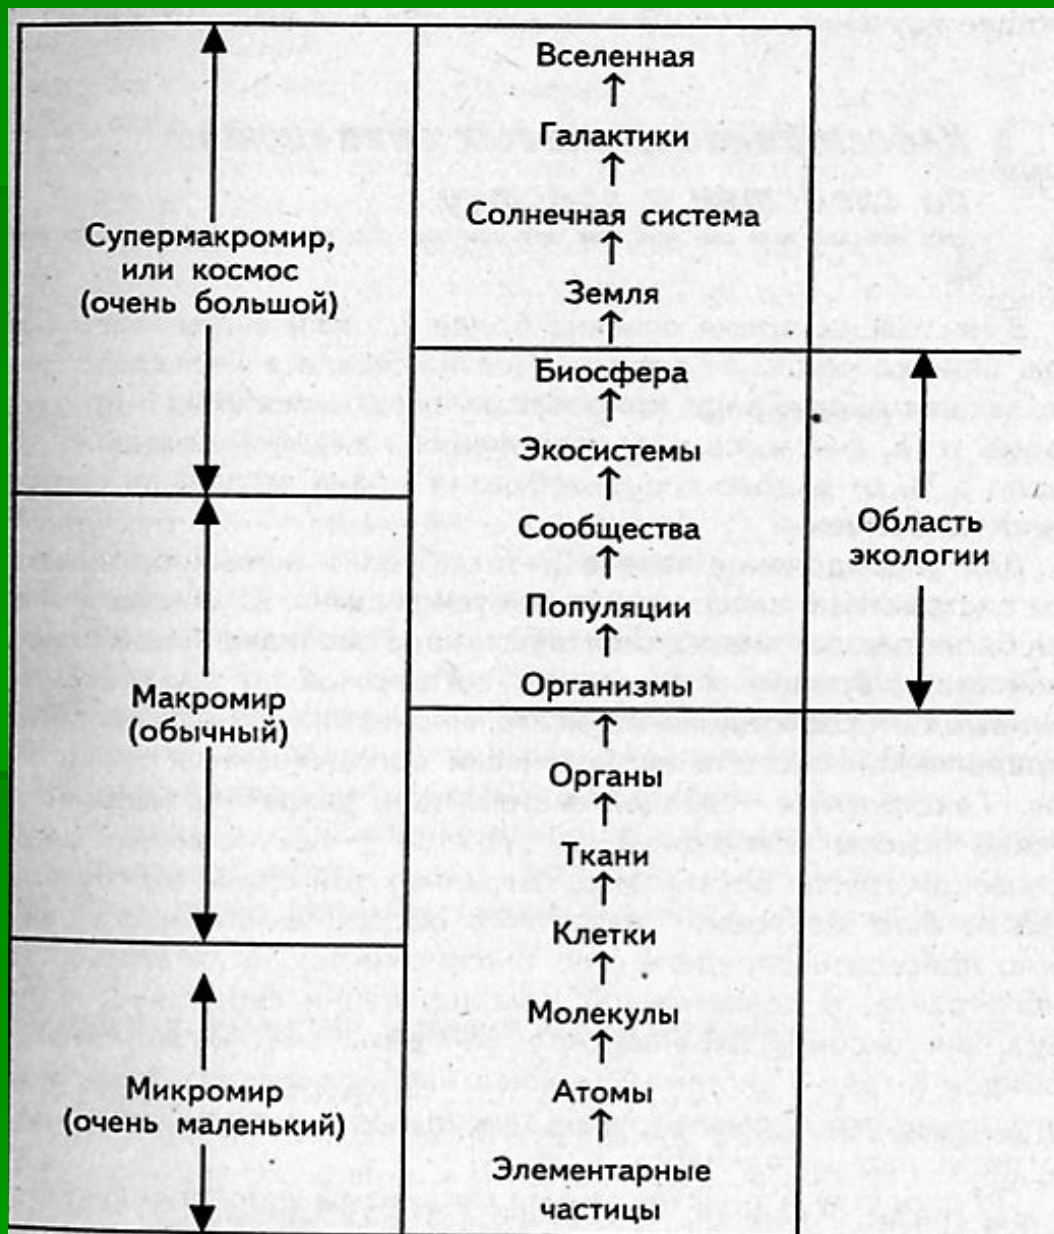 Вселенная
Галактики
Солнечная система
Земля
Биосфера
Экосистемы
Сообщества
Популяции
Организмы
Органы
Ткани
Клетки
Молекулы
Атомы
Элементарные
частицы
Супермакромир,
или космос
(очень большой)
Макромир
(обычный)
Микромир
(очень маленький)
Область
экологии